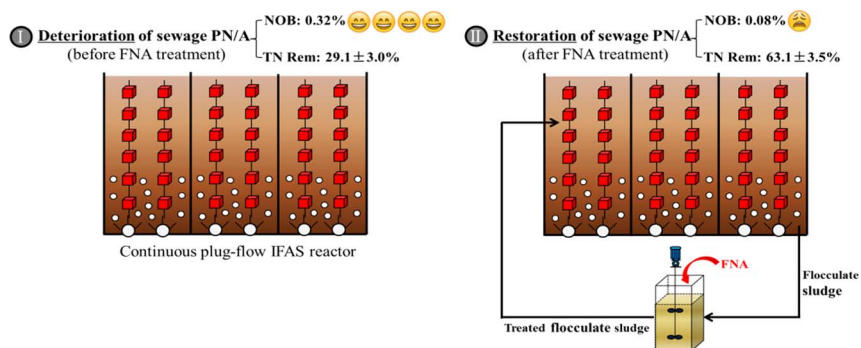 I
Deterioration of sewage PN/A
(before FNA treatment)
NOB: 0.32%
TN Rem: 29.1±3.0%
Continuous plug-flow IFAS reactor
II
Restoration of sewage PN/A
(after FNA treatment)
NOB: 0.08%
TN Rem: 63.1±3.5%
FNA
Flocculate
sludge
Treated flocculate sludge